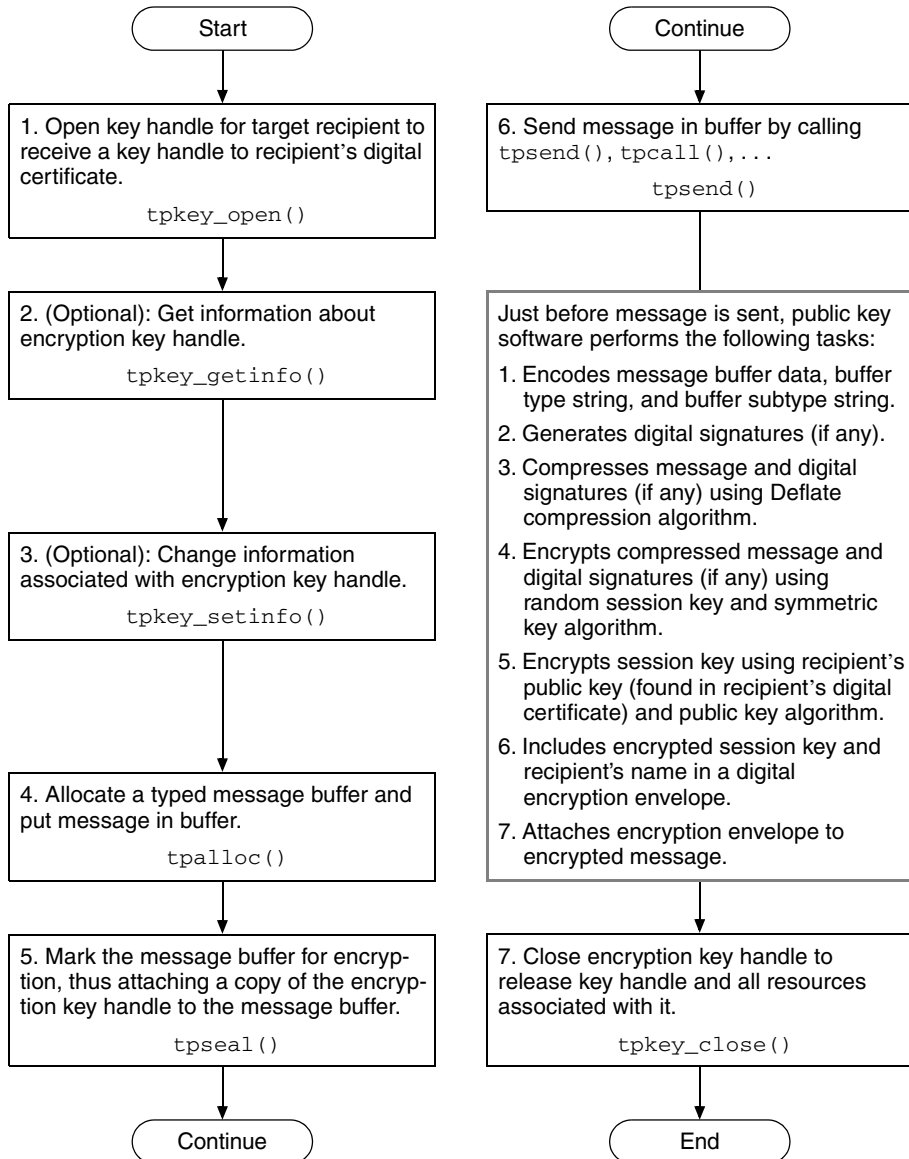 Start
1. Open key handle for target recipient to
receive a key handle to recipient's digital
certificate.
tpkey_open()
2. (Optional): Get information about
encryption key handle.
tpkey_getinfo()
3. (Optional): Change information
associated with encryption key handle.
tpkey_setinfo()
4. Allocate a typed message buffer and
put message in buffer.
tpalloc()
5. Mark the message buffer for encryp-
tion, thus attaching a copy of the encryp-
tion key handle to the message buffer.
tpseal()
Continue
Continue
6. Send message in buffer by calling
tpsend(), tpcall(), ...
tpsend()
Just before message is sent, public key
software performs the following tasks:
1. Encodes message buffer data, buffer
type string, and buffer subtype string.
2. Generates digital signatures (if any).
3. Compresses message and digital
signatures (if any) using Deflate
compression algorithm.
4. Encrypts compressed message and
digital signatures (if any) using
random session key and symmetric
key algorithm.
5. Encrypts session key using recipient's
public key (found in recipient's digital
certificate) and public key algorithm.
6. Includes encrypted session key and
recipient's name in a digital
encryption envelope.
7. Attaches encryption envelope to
encrypted message.
7. Close encryption key handle to
release key handle and all resources
associated with it.
tpkey_close()
End